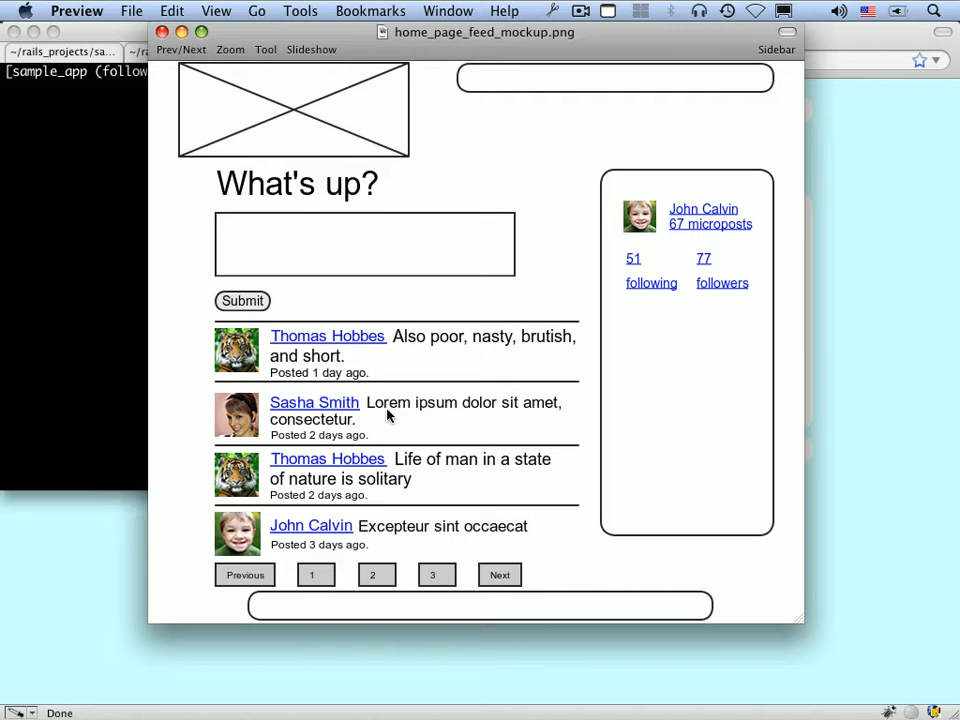 Preview File Edit View Go Tools Bookmarks Window Help
home_page_feed_mockup.png
~/rails_projects/sa...
Prev/Next Zoom Tool Slideshow Sidebar
[sample_app (follow
What's up?
John Calvin
67 microposts
51 77
following followers
Submit
Thomas Hobbes Also poor, nasty, brutish,
and short.
Posted 1 day ago.
Sasha Smith Lorem ipsum dolor sit amet,
consectetur.
Posted 2 days ago.
Thomas Hobbes Life of man in a state
of nature is solitary
Posted 2 days ago.
John Calvin Excepteur sint occaecat
Posted 3 days ago.
Previous 1 2 3 Next
Done